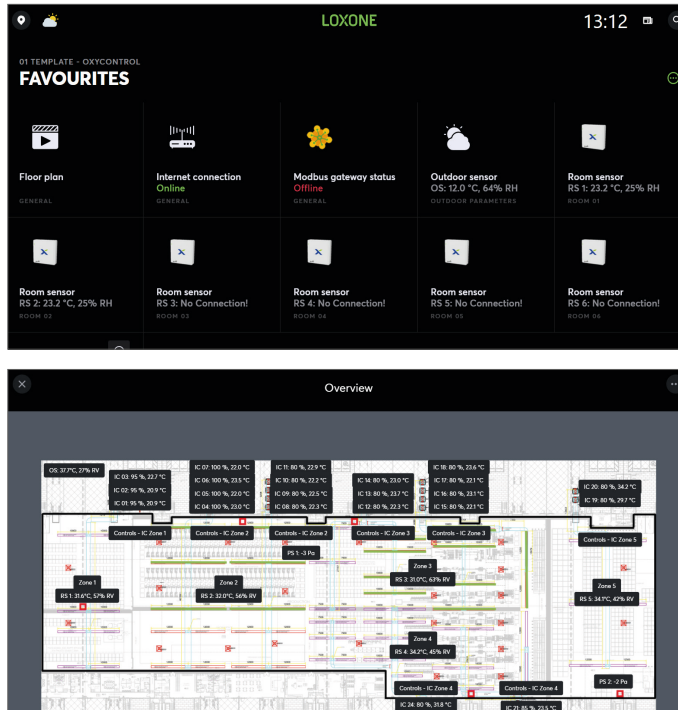 LOXONE
13:12
01 TEMPLATE - OXYCONTROL
FAVOURITES
Floor plan
GENERAL
Internet connection
Online
GENERAL
Modbus gateway status
Offline
GENERAL
Outdoor sensor
OS: 12.0 °C, 64% RH
OUTDOOR PARAMETERS
Room sensor
RS 1: 23.2 °C, 25% RH
ROOM 01
Room sensor
RS 2: 23.2 °C, 25% RH
ROOM 02
Room sensor
RS 3: No Connection!
ROOM 03
Room sensor
RS 4: No Connection!
ROOM 04
Room sensor
RS 5: No Connection!
ROOM 05
Room sensor
RS 6: No Connection!
ROOM 06
Overview
OS: 37.7°C, 27% RV
IC 03: 95 %, 22.7 °C
IC 02: 95 %, 20.9 °C
IC 01: 95 %, 20.9 °C
IC 07: 100 %, 22.0 °C
IC 06: 100 %, 23.5 °C
IC 05: 100 %, 22.0 °C
IC 04: 100 %, 23.0 °C
IC 11: 80 %, 22.9 °C
IC 10: 80 %, 22.2 °C
IC 09: 80 %, 22.5 °C
IC 08: 80 %, 22.3 °C
IC 14: 80 %, 23.0 °C
IC 13: 80 %, 23.7 °C
IC 12: 80 %, 22.3 °C
IC 18: 80 %, 23.6 °C
IC 17: 80 %, 22.1 °C
IC 16: 80 %, 23.1 °C
IC 15: 80 %, 22.1 °C
IC 20: 80 %, 34.2 °C
IC 19: 80 %, 29.7 °C
Controls - IC Zone 1
Controls - IC Zone 2
Controls - IC Zone 2
Controls - IC Zone 3
Controls - IC Zone 3
Controls - IC Zone 5
PS 1: -3 Pa
Zone 1
RS 1: 31.6°C, 57% RV
Zone 2
RS 2: 32.0°C, 56% RV
Zone 3
RS 3: 31.0°C, 63% RV
Zone 5
RS 5: 34.1°C, 42% RV
Zone 4
RS 4: 34.2°C, 45% RV
PS 2: -2 Pa
Controls - IC Zone 4
Controls - IC Zone 4
IC 24: 80 %, 31.8 °C
IC 21: 85 %, 23.5 °C